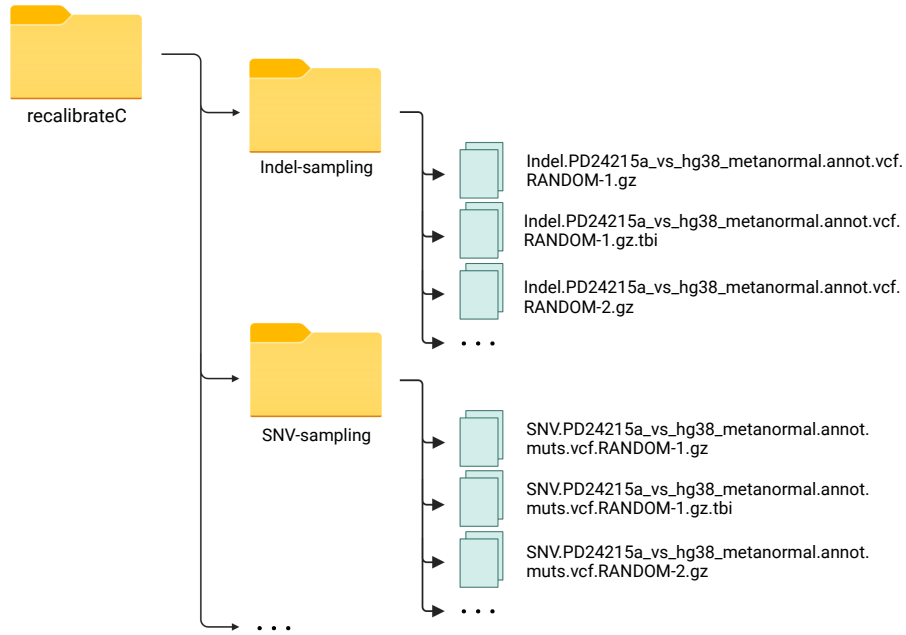 recalibrateC
Indel-sampling
Indel.PD24215a_vs_hg38_metanormal.annot.vcf.
RANDOM-1.gz
Indel.PD24215a_vs_hg38_metanormal.annot.vcf.
RANDOM-1.gz.tbi
Indel.PD24215a_vs_hg38_metanormal.annot.vcf.
RANDOM-2.gz
...
SNV-sampling
SNV.PD24215a_vs_hg38_metanormal.annot.
muts.vcf.RANDOM-1.gz
SNV.PD24215a_vs_hg38_metanormal.annot.
muts.vcf.RANDOM-1.gz.tbi
SNV.PD24215a_vs_hg38_metanormal.annot.
muts.vcf.RANDOM-2.gz
...
...